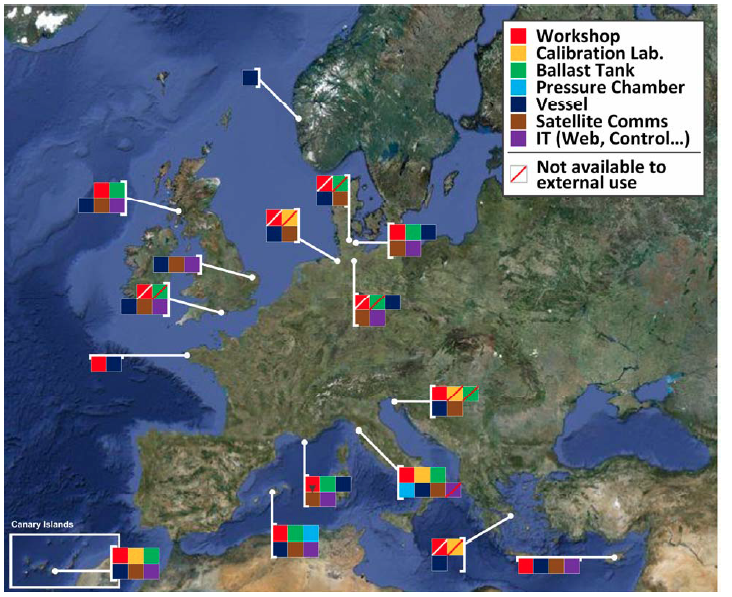 Workshop
Calibration Lab.
Ballast Tank
Pressure Chamber
Vessel
Satellite Comms
IT (Web, Control...)
Not available to
external use
Canary Islands